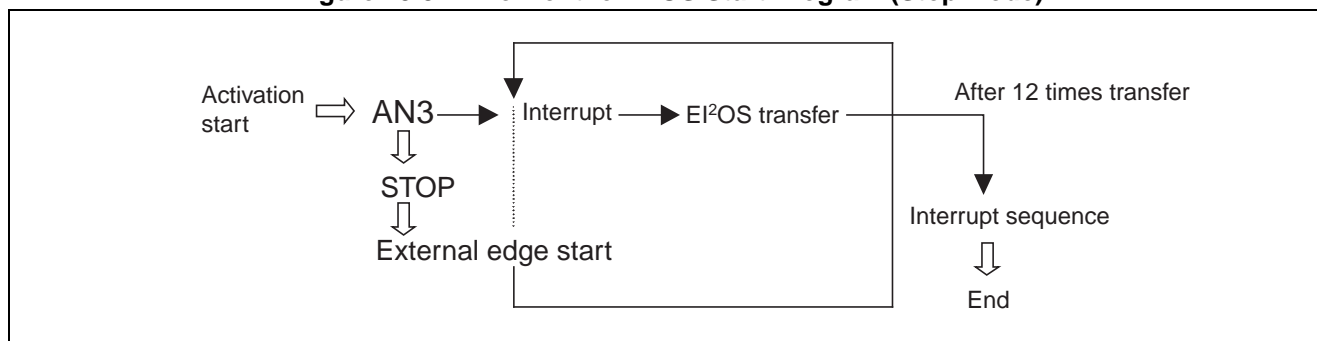 Activation
start
AN3
Interrupt
EI²OS transfer
After 12 times transfer
STOP
External edge start
Interrupt sequence
End